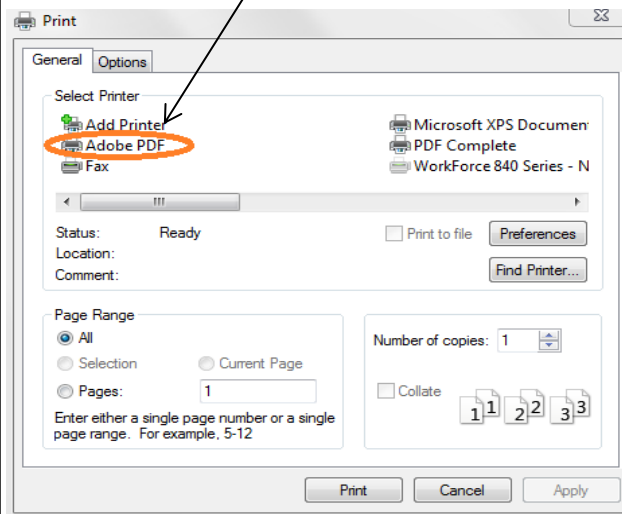 Print
General Options
Select Printer
Add Printer
Adobe PDF
Fax
Microsoft XPS Documen
PDF Complete
WorkForce 840 Series - N
Status: Ready
Print to file
Preferences
Location:
Comment:
Find Printer...
Page Range
All
Selection
Current Page
Pages: 1
Enter either a single page number or a single
page range. For example, 5-12
Number of copies: 1
Collate
1 1 2 2 3 3
Print Cancel Apply